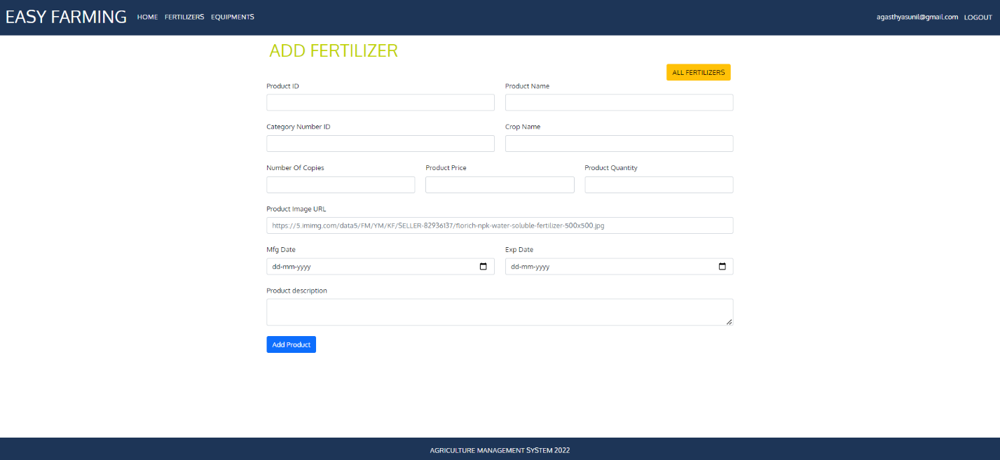 EASY FARMING HOME FERTILIZERS EQUIPMENTS agasthyasunil@gmail.com LOGOUT
ADD FERTILIZER
ALL FERTILIZERS
Product ID Product Name
Category Number ID Crop Name
Number Of Copies Product Price Product Quantity
Product Image URL
https://5.imimg.com/data5/FM/YM/KF/SELLER-82936137/florich-npk-water-soluble-fertilizer-500x500.jpg
Mfg Date Exp Date
dd-mm-yyyy dd-mm-yyyy
Product description
Add Product
AGRICULTURE MANAGEMENT SYSTEM 2022